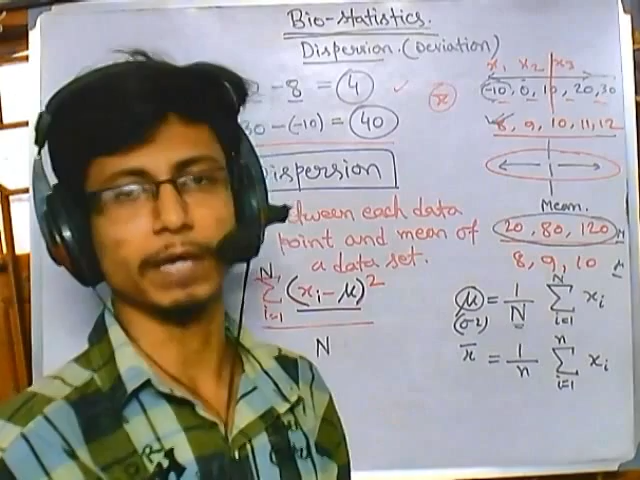 Bio-statistics.
Dispersion. (Deviation)
- 8 = 4 ✓
30 - (-10) = 40
x̄
Dispersion
between each data
point and mean of
a data set.
N Σ i=1 (xi - μ)²
N
x₁ x₂ x₃
-10, 0, 10, 20, 30
8, 9, 10, 11, 12
Mean.
20, 80, 120 μ
8, 9, 10 μ
μ = 1/N N Σ i=1 xi
(σ²)
x̄ = 1/n n Σ i=1 xi